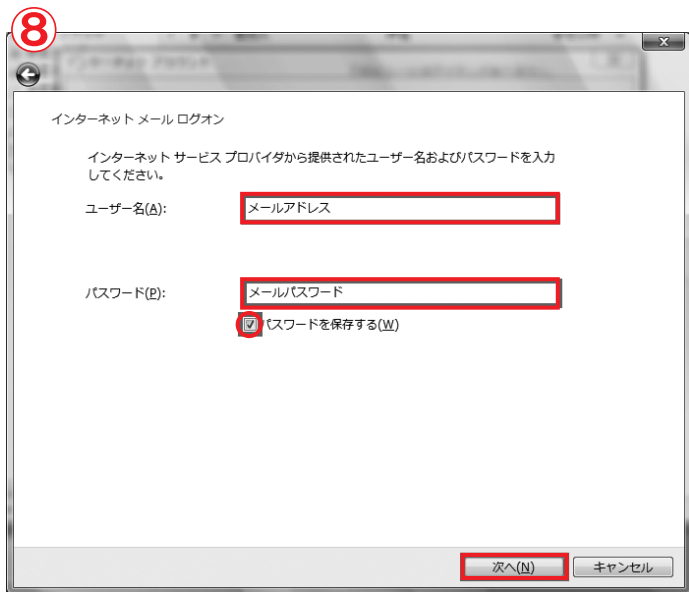 ⑧
インターネット メール ログオン
インターネット サービス プロバイダから提供されたユーザー名およびパスワードを入力
してください。
ユーザー名(A): メールアドレス
パスワード(P): メールパスワード
パスワードを保存する(W)
次へ(N) キャンセル